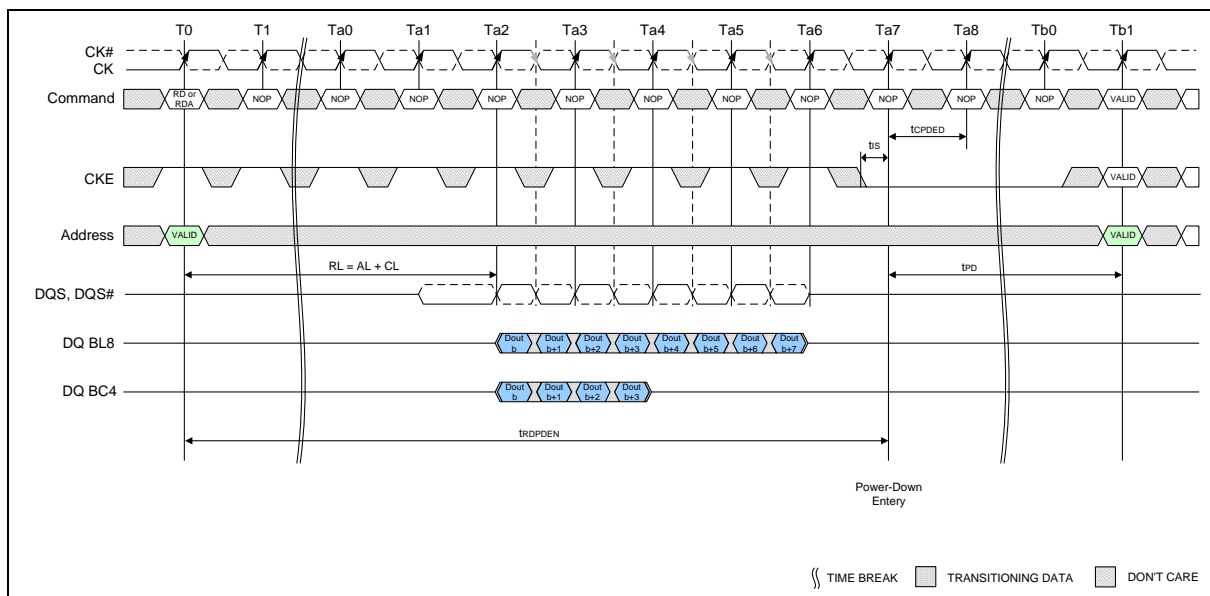 T0 T1 Ta0 Ta1 Ta2 Ta3 Ta4 Ta5 Ta6 Ta7 Ta8 Tb0 Tb1
CK#
CK
Command RD or RDA NOP NOP NOP NOP NOP NOP NOP NOP NOP NOP NOP VALID
tCPDED
tIS
CKE VALID
Address VALID VALID
RL = AL + CL tPD
DQS, DQS#
DQ BL8 Dout b Dout b+1 Dout b+2 Dout b+3 Dout b+4 Dout b+5 Dout b+6 Dout b+7
DQ BC4 Dout b Dout b+1 Dout b+2 Dout b+3
tRDPDEN
Power-Down
Entery
TIME BREAK TRANSITIONING DATA DON'T CARE